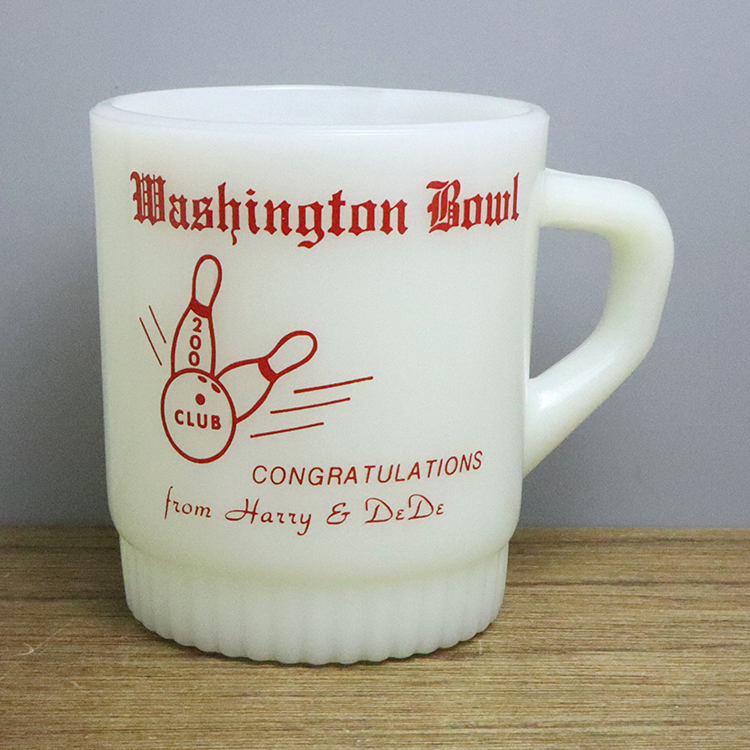 Washington Bowl
200
CLUB
CONGRATULATIONS
from Harry & DeDe